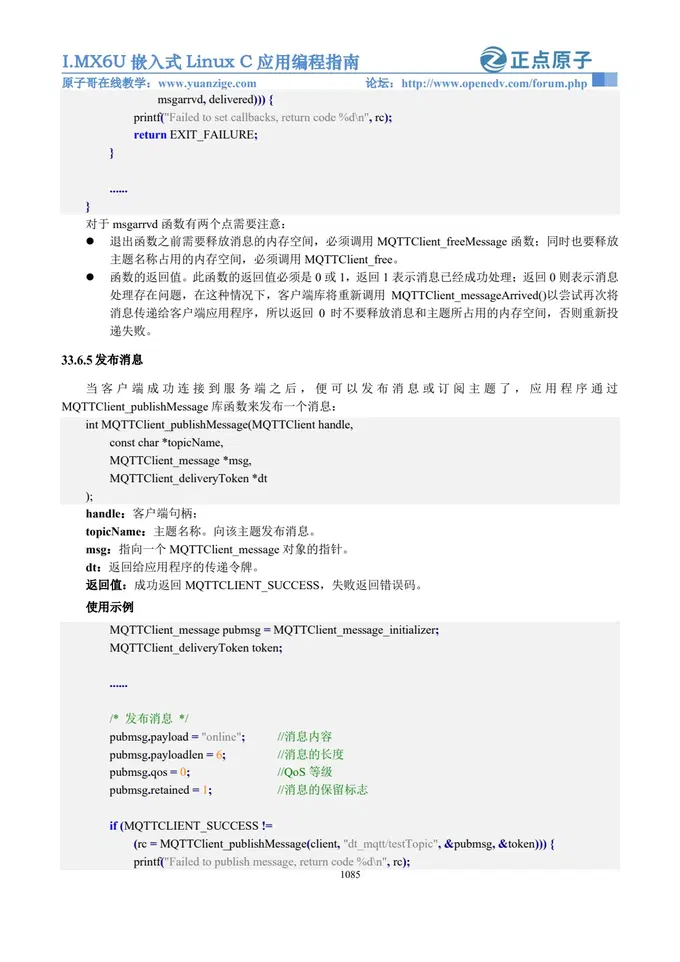 I.MX6U 嵌入式 Linux C 应用编程指南
正点原子
原子哥在线教学：www.yuanzige.com 论坛：http://www.openedv.com/forum.php
msgarrvd, delivered))) {
printf("Failed to set callbacks, return code %d\n", rc);
return EXIT_FAILURE;
}
......
}
对于 msgarrvd 函数有两个点需要注意：
● 退出函数之前需要释放消息的内存空间，必须调用 MQTTClient_freeMessage 函数；同时也要释放
主题名称占用的内存空间，必须调用 MQTTClient_free。
● 函数的返回值。此函数的返回值必须是 0 或 1，返回 1 表示消息已经成功处理；返回 0 则表示消息
处理存在问题，在这种情况下，客户端库将重新调用 MQTTClient_messageArrived()以尝试再次将
消息传递给客户端应用程序，所以返回 0 时不要释放消息和主题所占用的内存空间，否则重新投
递失败。
33.6.5 发布消息
当客户端成功连接到服务端之后，便可以发布消息或订阅主题了，应用程序通过
MQTTClient_publishMessage 库函数来发布一个消息：
int MQTTClient_publishMessage(MQTTClient handle,
const char *topicName,
MQTTClient_message *msg,
MQTTClient_deliveryToken *dt
);
handle：客户端句柄；
topicName：主题名称。向该主题发布消息。
msg：指向一个 MQTTClient_message 对象的指针。
dt：返回给应用程序的传递令牌。
返回值：成功返回 MQTTCLIENT_SUCCESS，失败返回错误码。
使用示例
MQTTClient_message pubmsg = MQTTClient_message_initializer;
MQTTClient_deliveryToken token;
......
/* 发布消息 */
pubmsg.payload = "online"; //消息内容
pubmsg.payloadlen = 6; //消息的长度
pubmsg.qos = 0; //QoS 等级
pubmsg.retained = 1; //消息的保留标志
if (MQTTCLIENT_SUCCESS !=
(rc = MQTTClient_publishMessage(client, "dt_mqtt/testTopic", &pubmsg, &token))) {
printf("Failed to publish message, return code %d\n", rc);
1085